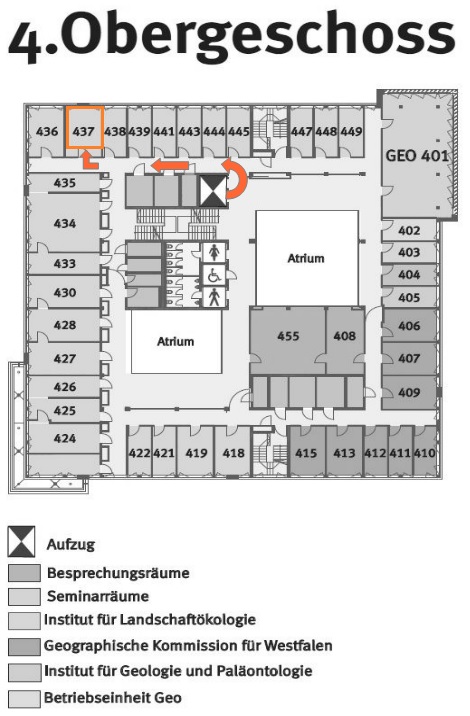 4.Obergeschoss
436 437 438 439 441 443 444 445 447 448 449
GEO 401
435
434
402
433
403
Atrium
404
430
405
428
406
Atrium
455 408
427
407
426
409
425
424
422 421 419 418 415 413 412 411 410
Aufzug
Besprechungsräume
Seminarräume
Institut für Landschaftökologie
Geographische Kommission für Westfalen
Institut für Geologie und Paläontologie
Betriebseinheit Geo